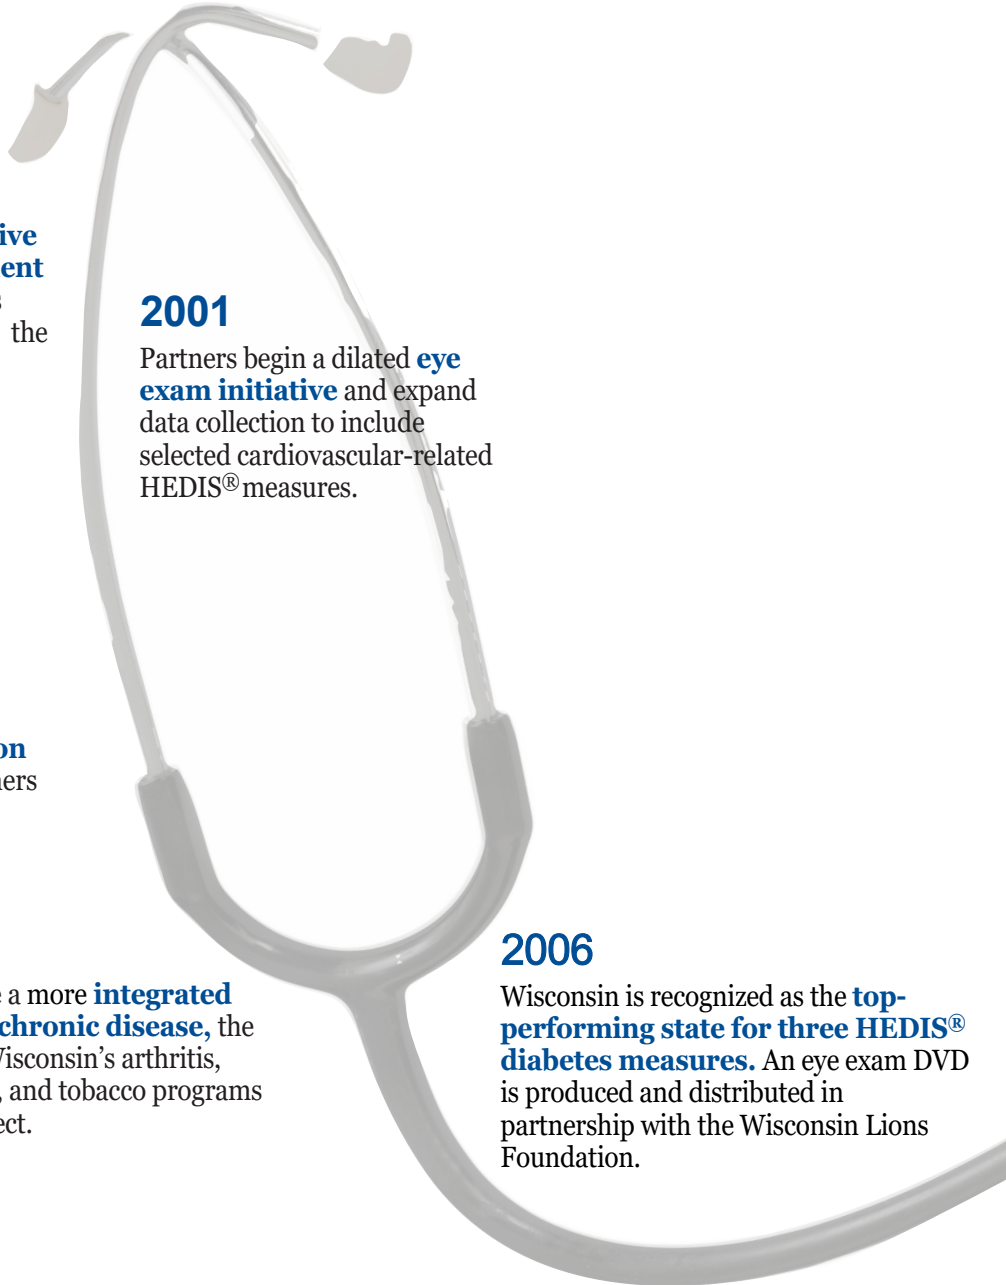 the
2001
Partners begin a dilated eye
exam initiative and expand
data collection to include
selected cardiovascular-related
HEDIS® measures.
a more integrated
chronic disease, the
Wisconsin's arthritis,
, and tobacco programs
2006
Wisconsin is recognized as the top-
performing state for three HEDIS®
diabetes measures. An eye exam DVD
is produced and distributed in
partnership with the Wisconsin Lions
Foundation.